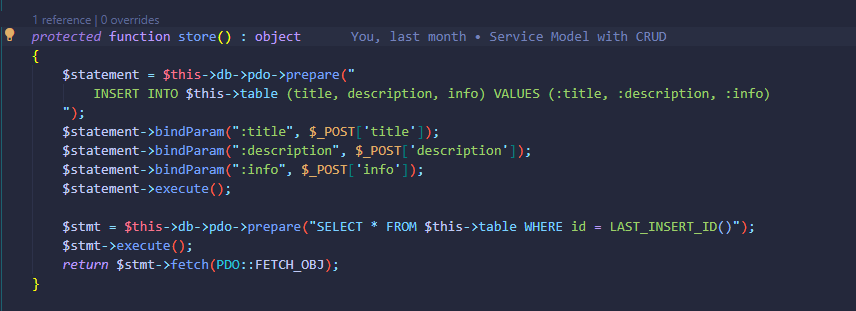 1 reference | 0 overrides
protected function store() : object You, last month • Service Model with CRUD
{
$statement = $this->db->pdo->prepare("
INSERT INTO $this->table (title, description, info) VALUES (:title, :description, :info)
");
$statement->bindParam(":title", $_POST['title']);
$statement->bindParam(":description", $_POST['description']);
$statement->bindParam(":info", $_POST['info']);
$statement->execute();
$stmt = $this->db->pdo->prepare("SELECT * FROM $this->table WHERE id = LAST_INSERT_ID()");
$stmt->execute();
return $stmt->fetch(PDO::FETCH_OBJ);
}